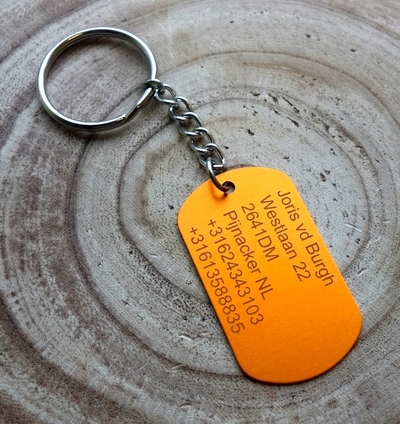 Joris vd Burgh
Westlaan 22
2641DM
Pijnacker NL
+31624343103
+31613588835